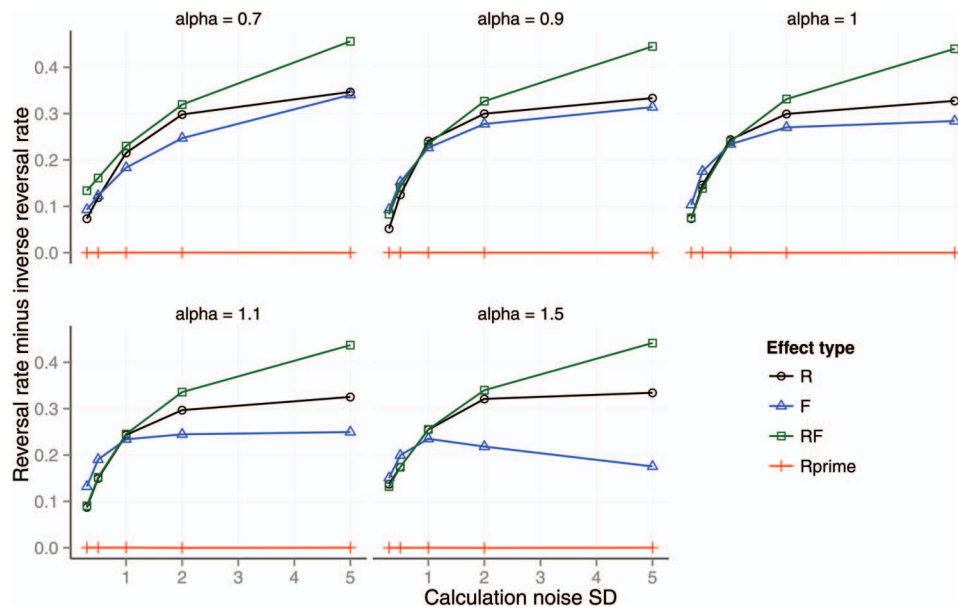 alpha = 0.7
alpha = 0.9
alpha = 1
Reversal rate minus inverse reversal rate
0.4
0.3
0.2
0.1
0.0
alpha = 1.1
alpha = 1.5
0.4
0.3
0.2
0.1
0.0
1 2 3 4 5
1 2 3 4 5
Calculation noise SD
Effect type
R
F
RF
Rprime